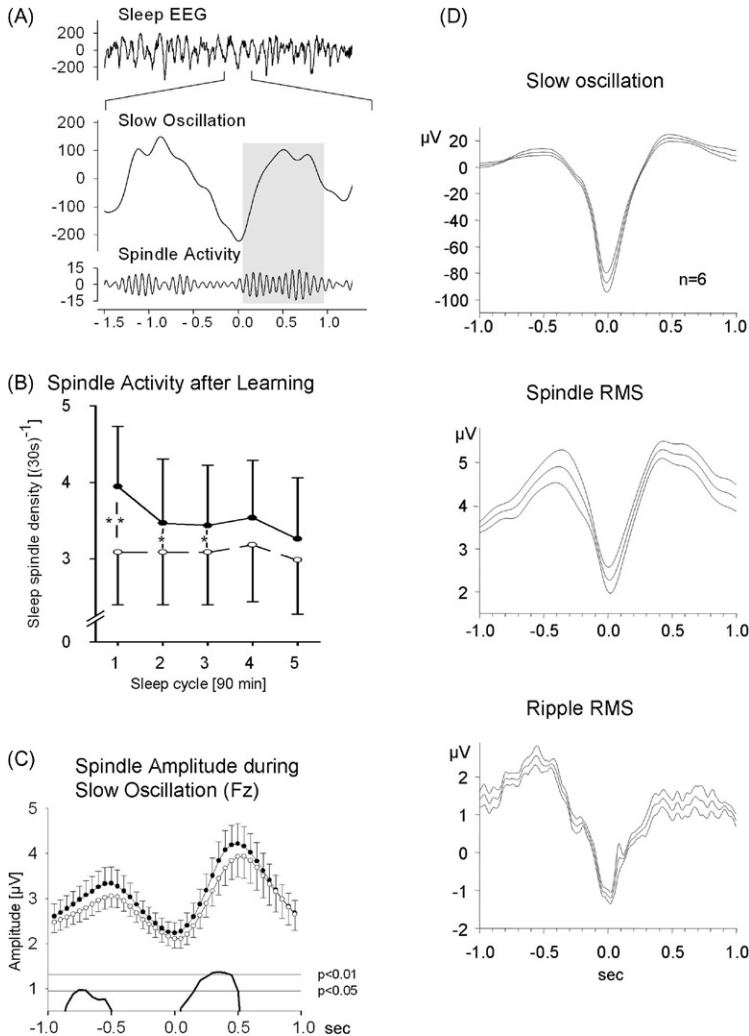 (A)
Sleep EEG
200
0
-200
200
Slow Oscillation
100
0
-100
-200
Spindle Activity
15
0
-15
-1.5 -1.0 -0.5 0.0 0.5 1.0
(B) Spindle Activity after Learning
Sleep spindle density [(30s)-1]
5
4
3
0
** 
*
*
1 2 3 4 5
Sleep cycle [90 min]
(C) Spindle Amplitude during
Slow Oscillation (Fz)
Amplitude [µV]
5
4
3
2
1
p<0.01
p<0.05
-1.0 -0.5 0.0 0.5 1.0 sec
(D)
Slow oscillation
µV
20
0
-20
-40
-60
-80
-100
n=6
-1.0 -0.5 0.0 0.5 1.0
Spindle RMS
µV
5
4
3
2
-1.0 -0.5 0.0 0.5 1.0
Ripple RMS
µV
2
1
0
-1
-2
-1.0 -0.5 0.0 0.5 1.0
sec